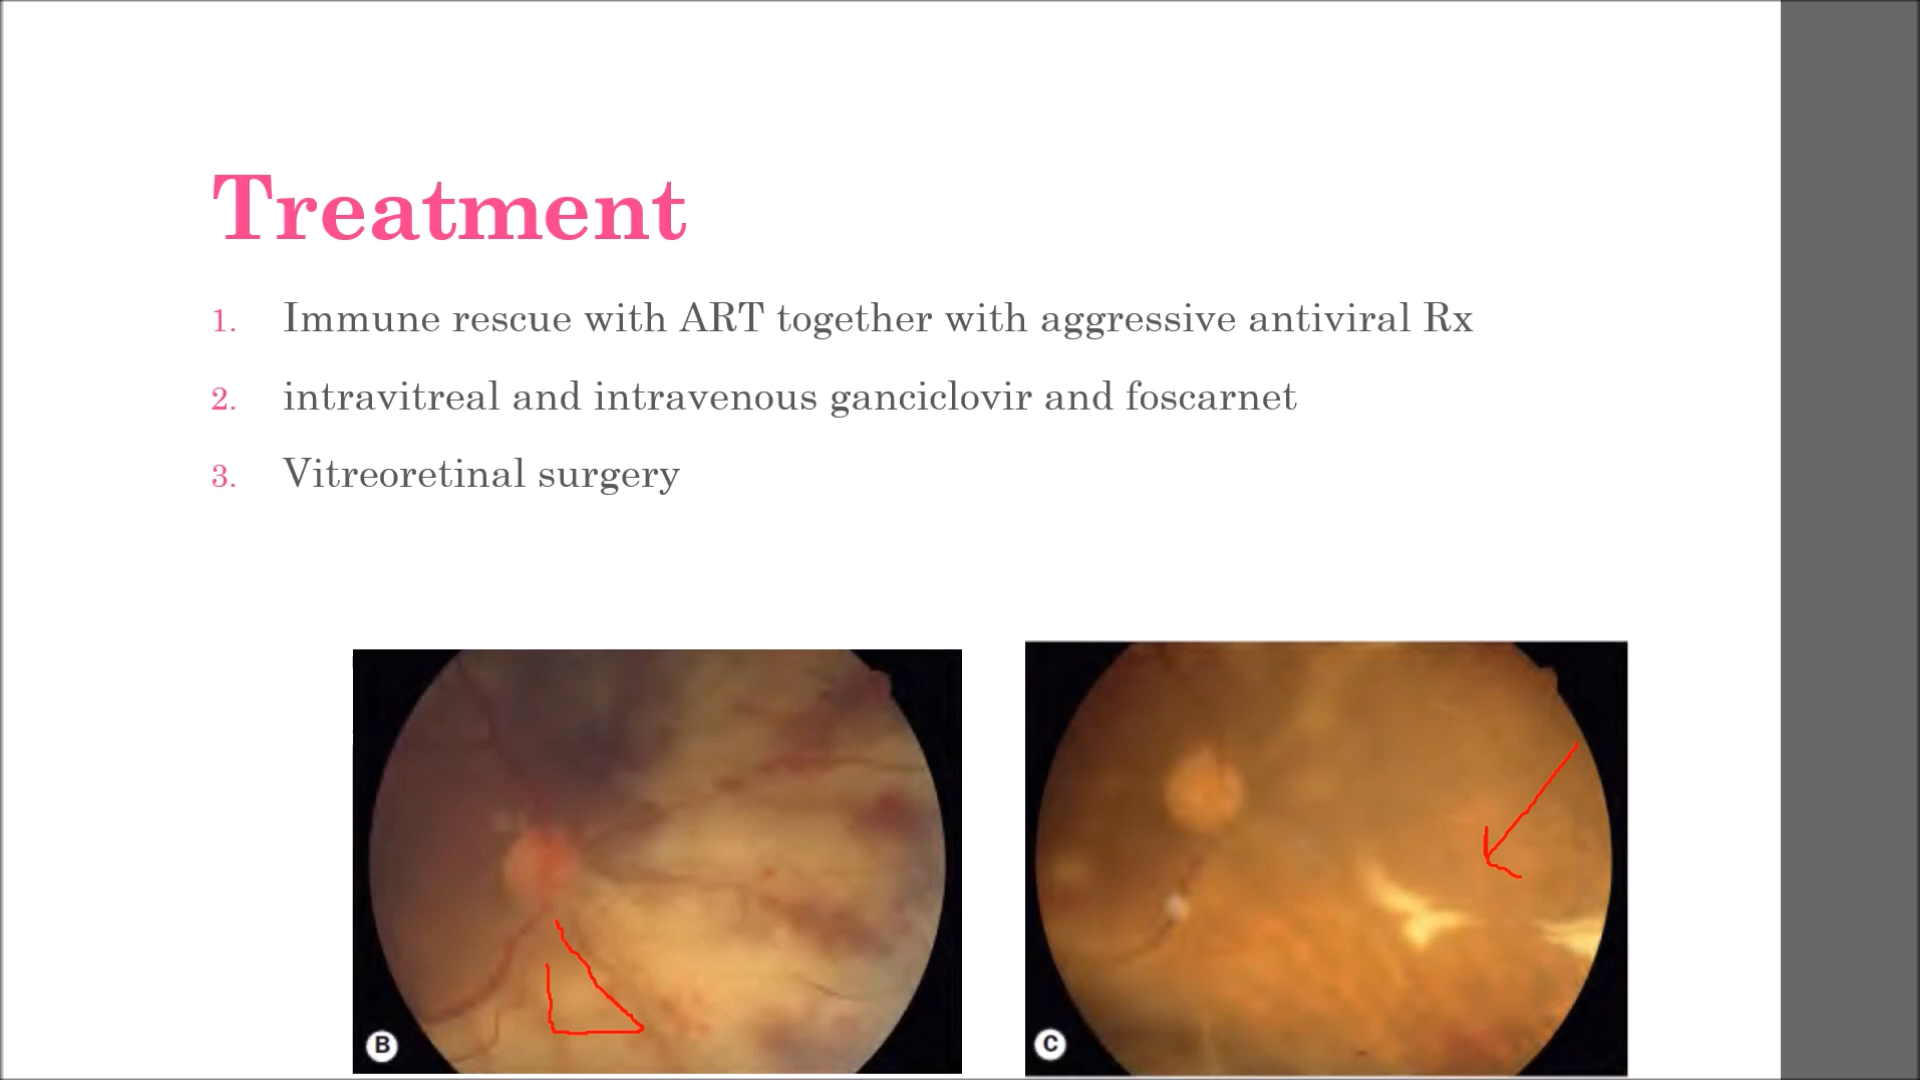 Treatment
1. Immune rescue with ART together with aggressive antiviral Rx
2. intravitreal and intravenous ganciclovir and foscarnet
3. Vitreoretinal surgery
B
C